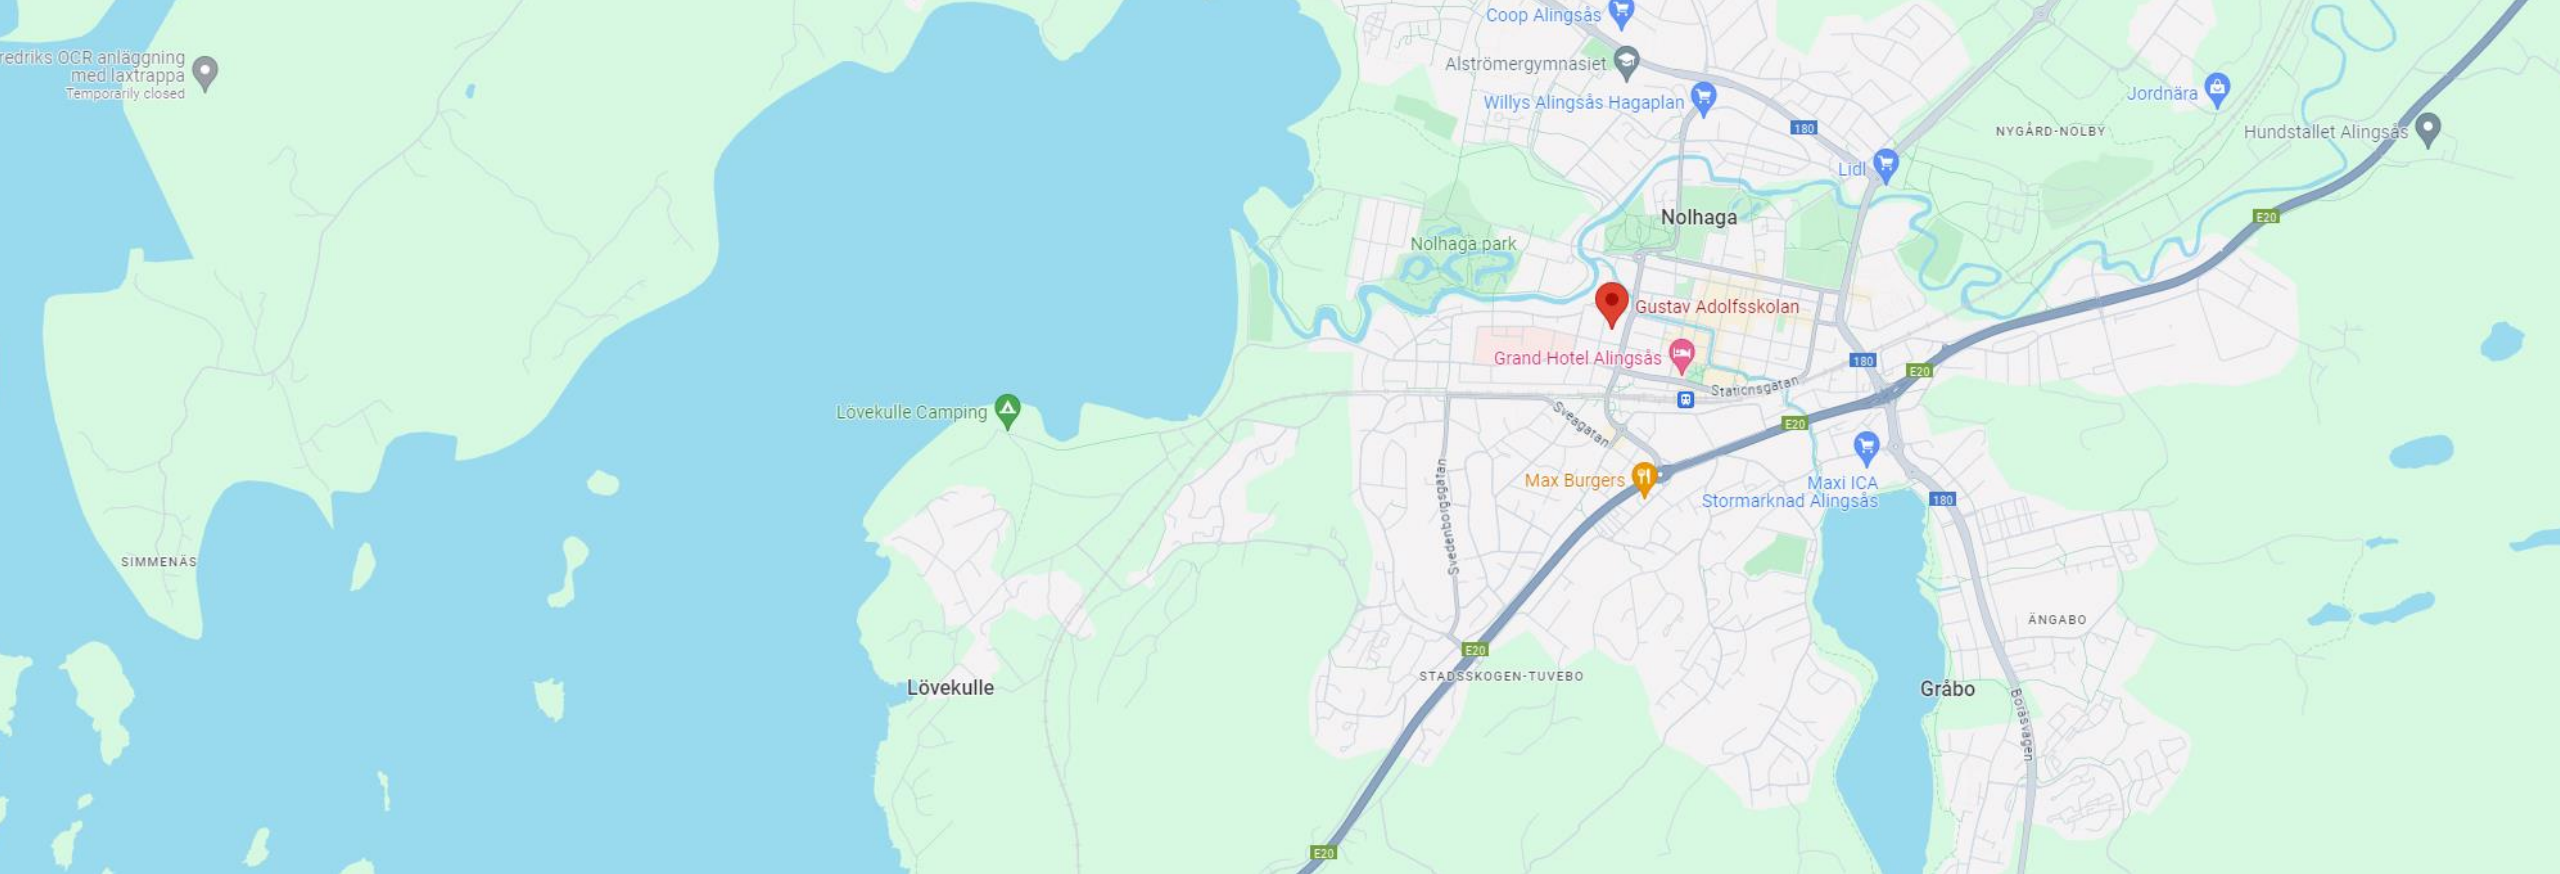 Coop Alingsås
redriks OCR anläggning
med laxtrappa
Temporarily closed
Alströmergymnasiet
Willys Alingsås Hagaplan
Jordnära
180
NYGÅRD-NOLBY
Hundstallet Alingsås
Lidl
Nolhaga
E20
Nolhaga park
Gustav Adolfsskolan
Grand Hotel Alingsås
180
E20
Stationsgatan
Lövekulle Camping
Sveagatan
E20
Svedenborgsgatan
Max Burgers
Maxi ICA
Stormarknad Alingsås
180
SIMMENÄS
ÄNGABO
E20
STADSSKOGEN-TUVEBO
Lövekulle
Gråbo
Boråsvägen
E20